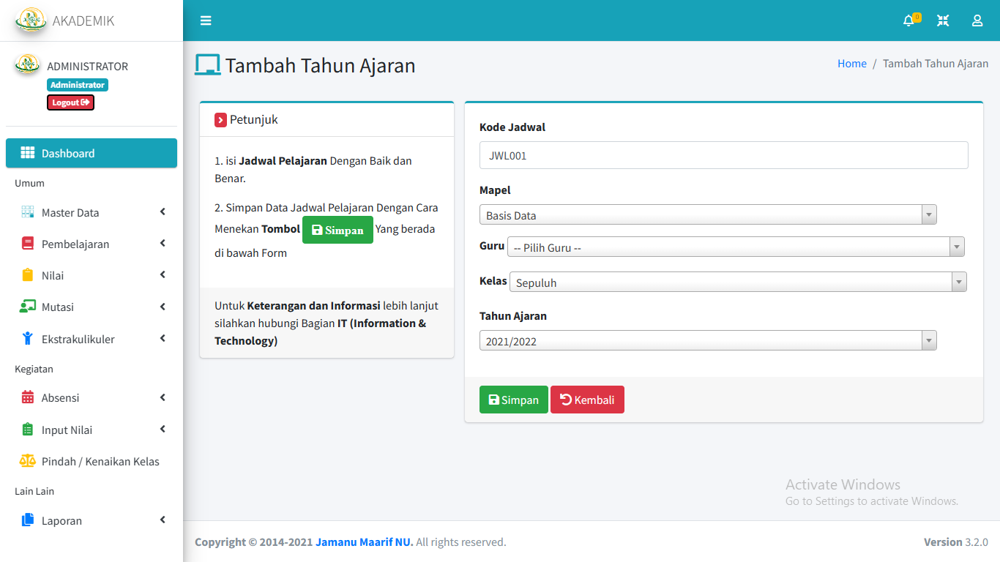 AKADEMIK
0
ADMINISTRATOR
Administrator
Logout
Dashboard
Umum
Master Data
Pembelajaran
Nilai
Mutasi
Ekstrakulikuler
Kegiatan
Absensi
Input Nilai
Pindah / Kenaikan Kelas
Lain Lain
Laporan
Tambah Tahun Ajaran
Home / Tambah Tahun Ajaran
Petunjuk
1. isi Jadwal Pelajaran Dengan Baik dan
Benar.
2. Simpan Data Jadwal Pelajaran Dengan Cara
Menekan Tombol Simpan Yang berada
di bawah Form
Untuk Keterangan dan Informasi lebih lanjut
silahkan hubungi Bagian IT (Information &
Technology)
Kode Jadwal
JWL001
Mapel
Basis Data
Guru -- Pilih Guru --
Kelas Sepuluh
Tahun Ajaran
2021/2022
Simpan Kembali
Activate Windows
Go to Settings to activate Windows.
Copyright © 2014-2021 Jamanu Maarif NU. All rights reserved.
Version 3.2.0